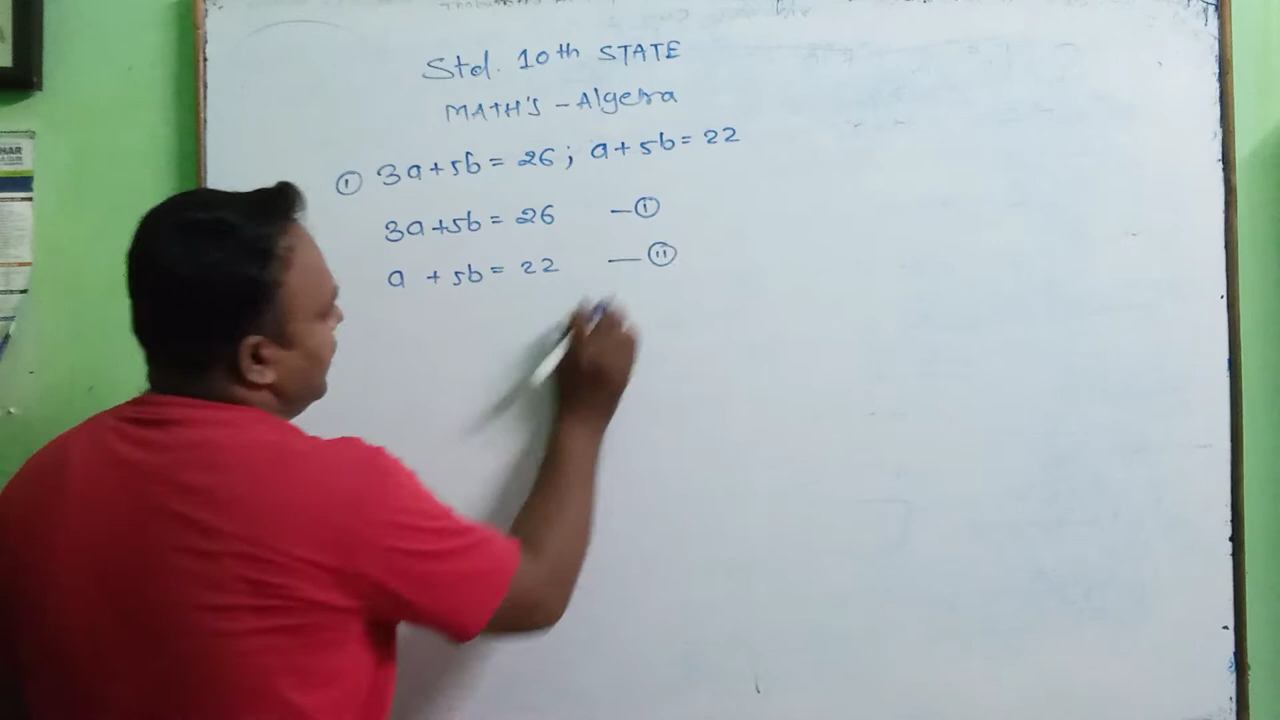 Std. 10th STATE
MATH'S - Algebra
① 3a+5b = 26 ; a+5b = 22
3a+5b = 26 — ①
a + 5b = 22 — ⑪